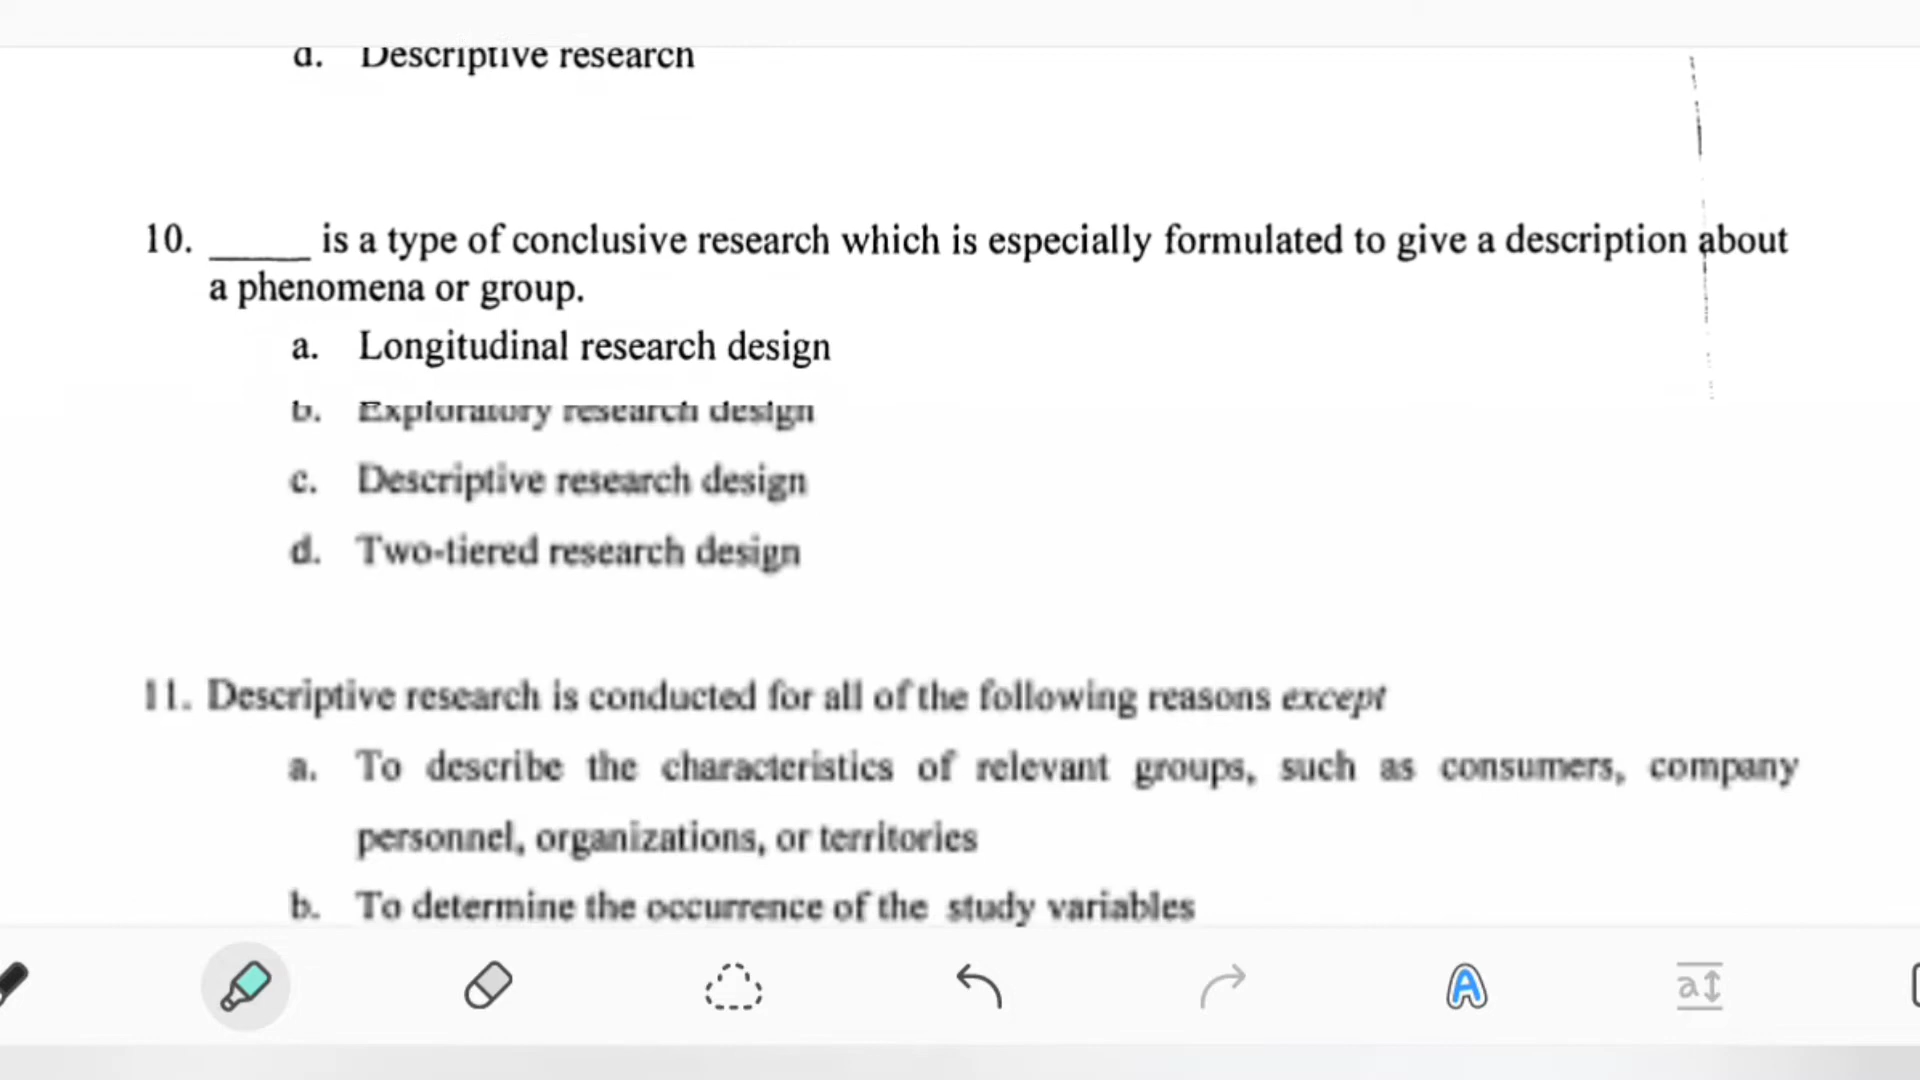 d. Descriptive research
10. _____ is a type of conclusive research which is especially formulated to give a description about
a phenomena or group.
a. Longitudinal research design
b. Exploratory research design
c. Descriptive research design
d. Two-tiered research design
11. Descriptive research is conducted for all of the following reasons except
a. To describe the characteristics of relevant groups, such as consumers, company
personnel, organizations, or territories
b. To determine the occurrence of the study variables
A
a